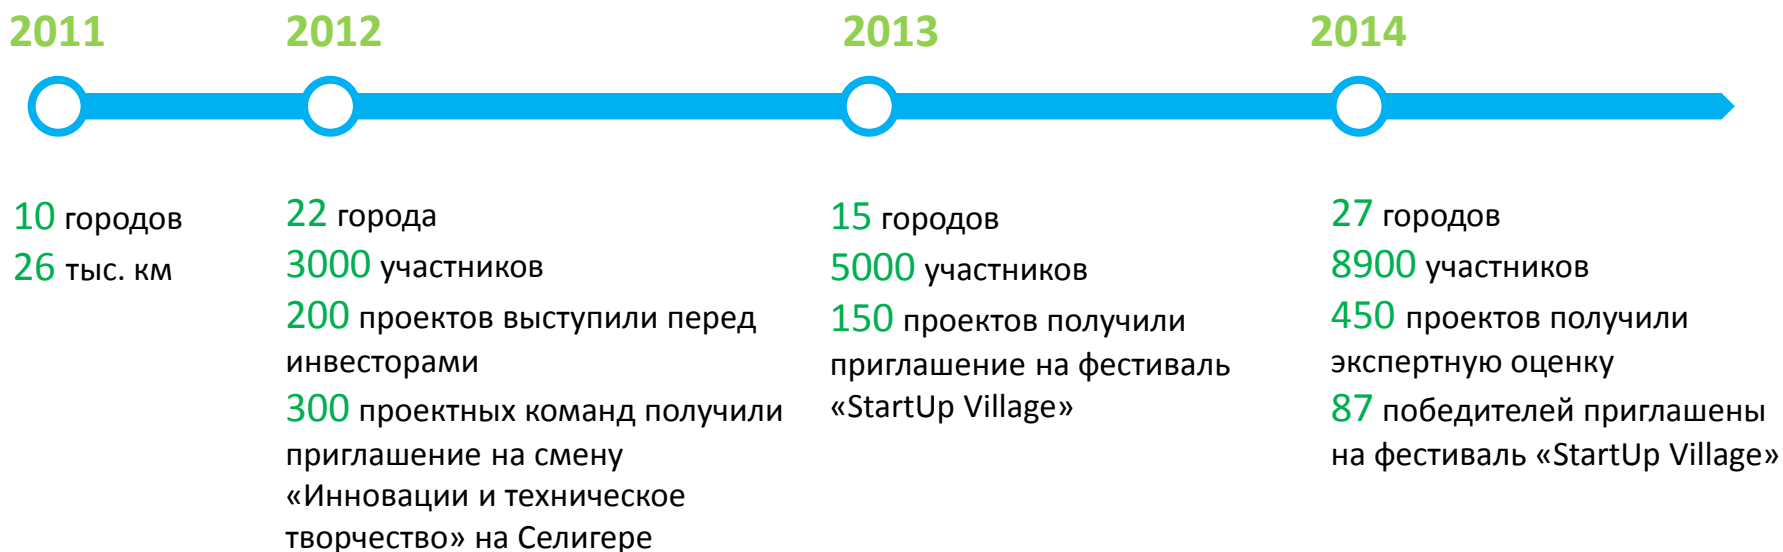 2011
10 городов
26 тыс. км
2012
22 города
3000 участников
200 проектов выступили перед
инвесторами
300 проектных команд получили
приглашение на смену
«Инновации и техническое
творчество» на Селигере
2013
15 городов
5000 участников
150 проектов получили
приглашение на фестиваль
«StartUp Village»
2014
27 городов
8900 участников
450 проектов получили
экспертную оценку
87 победителей приглашены
на фестиваль «StartUp Village»